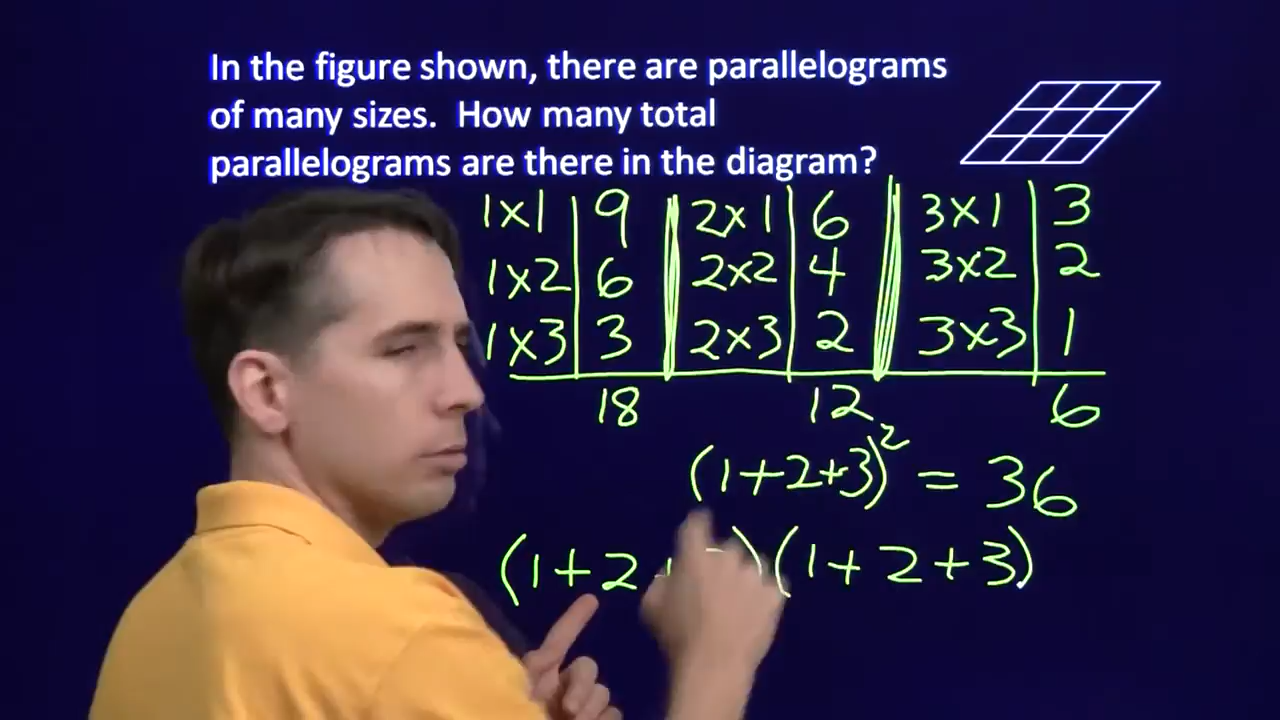 In the figure shown, there are parallelograms
of many sizes. How many total
parallelograms are there in the diagram?
1x1 9 2x1 6 3x1 3
1x2 6 2x2 4 3x2 2
1x3 3 2x3 2 3x3 1
18 12 6
(1+2+3)² = 36
(1+2 )(1+2+3)